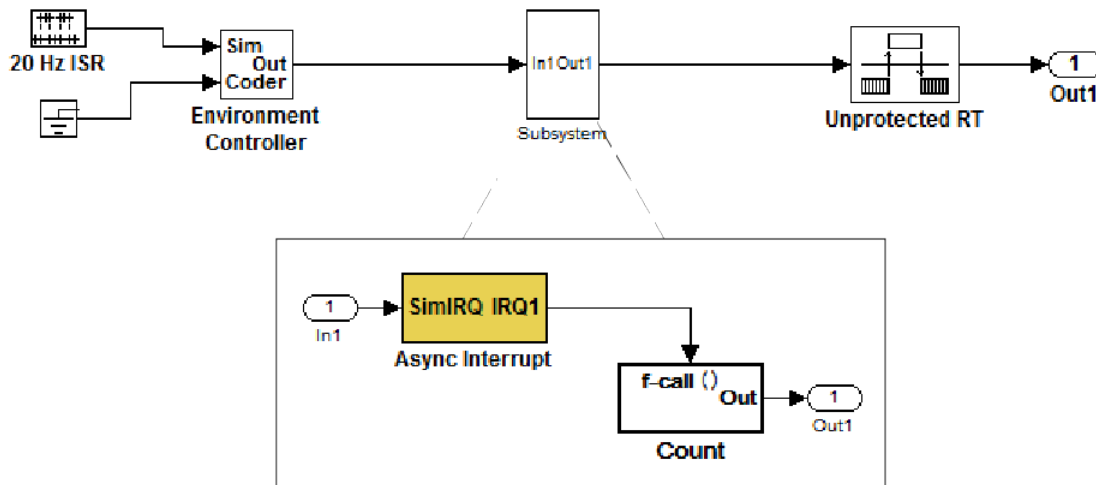 20 Hz ISR
Sim
Out
Coder
Environment
Controller
In1 Out1
Subsystem
Unprotected RT
1
Out1
1
In1
SimIRQ IRQ1
Async Interrupt
f-call ()
Out
Count
1
Out1